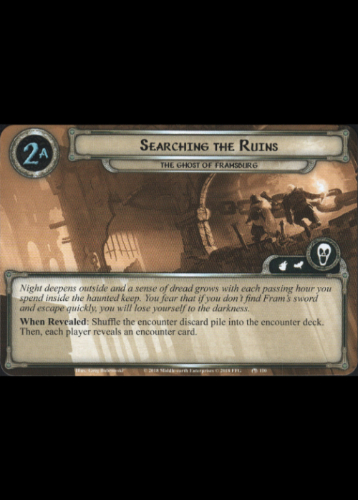 2A
SEARCHING THE RUINS
THE GHOST OF FRAMSBURG
Night deepens outside and a sense of dread grows with each passing hour you
spend inside the haunted keep. You fear that if you don't find Fram's sword
and escape quickly, you will lose yourself to the darkness.
When Revealed: Shuffle the encounter discard pile into the encounter deck.
Then, each player reveals an encounter card.